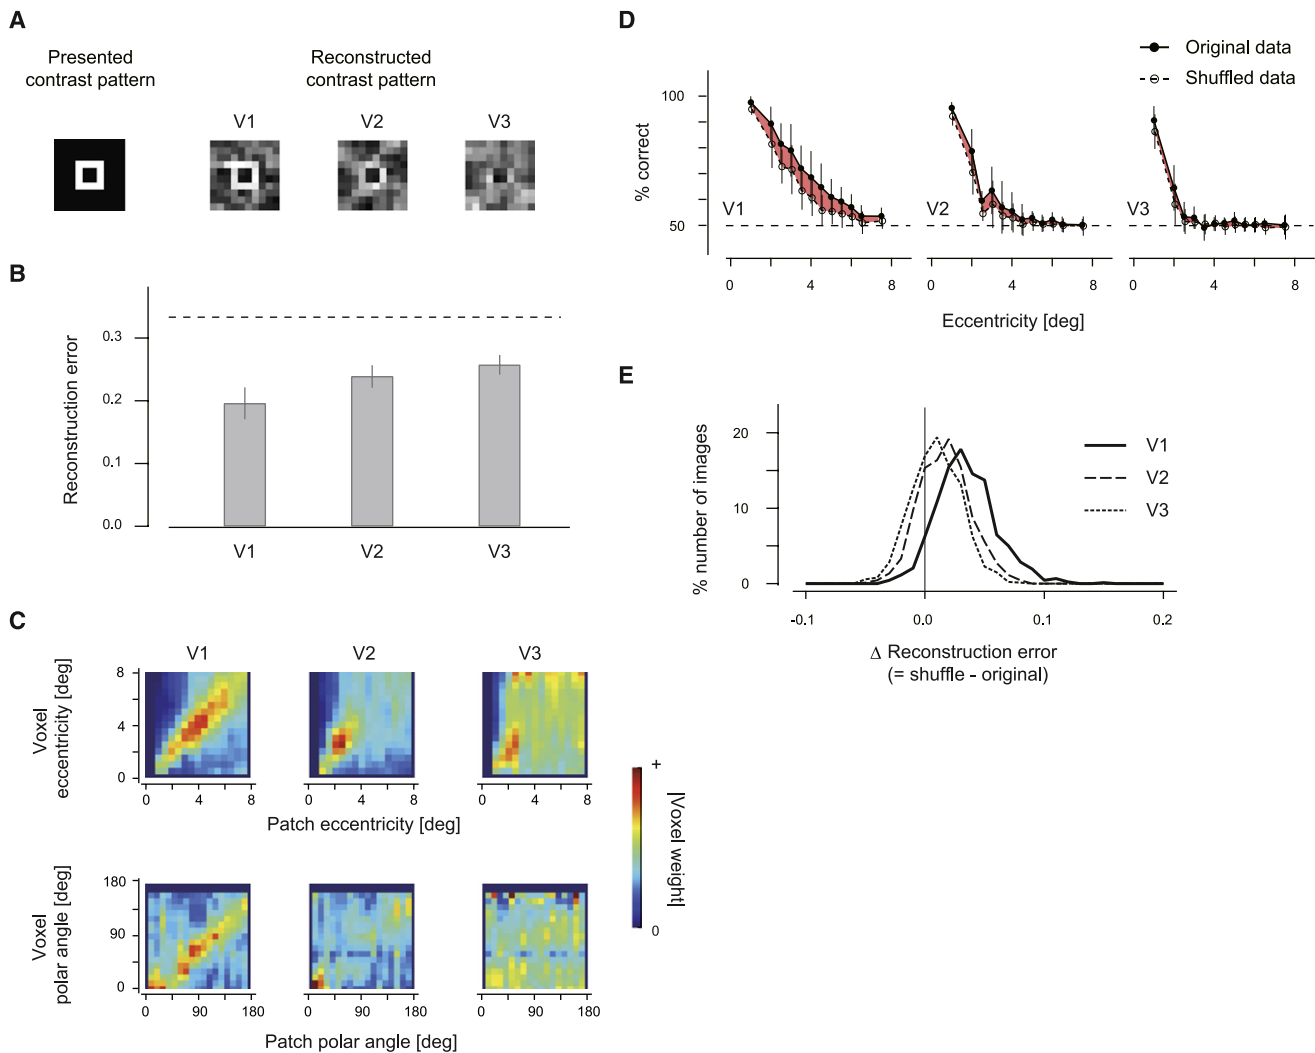 A
Presented
contrast pattern
Reconstructed
contrast pattern
V1 V2 V3
B
Reconstruction error
0.3
0.2
0.1
0.0
V1 V2 V3
C
V1 V2 V3
Voxel
eccentricity [deg]
8
4
0
0 4 8 0 4 8 0 4 8
Patch eccentricity [deg]
Voxel
polar angle [deg]
180
90
0
0 90 180 0 90 180 0 90 180
Patch polar angle [deg]
+
|Voxel weight|
0
D
Original data
Shuffled data
% correct
100
50
V1 V2 V3
0 4 8 0 4 8 0 4 8
Eccentricity [deg]
E
% number of images
20
10
0
V1
V2
V3
-0.1 0.0 0.1 0.2
Δ Reconstruction error
(= shuffle - original)